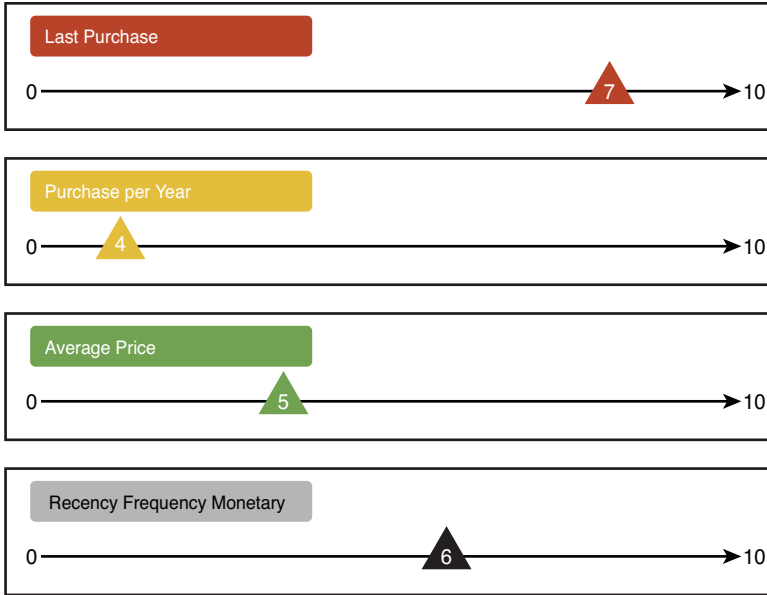 Last Purchase
0 7 10
Purchase per Year
0 4 10
Average Price
0 5 10
Recency Frequency Monetary
0 6 10